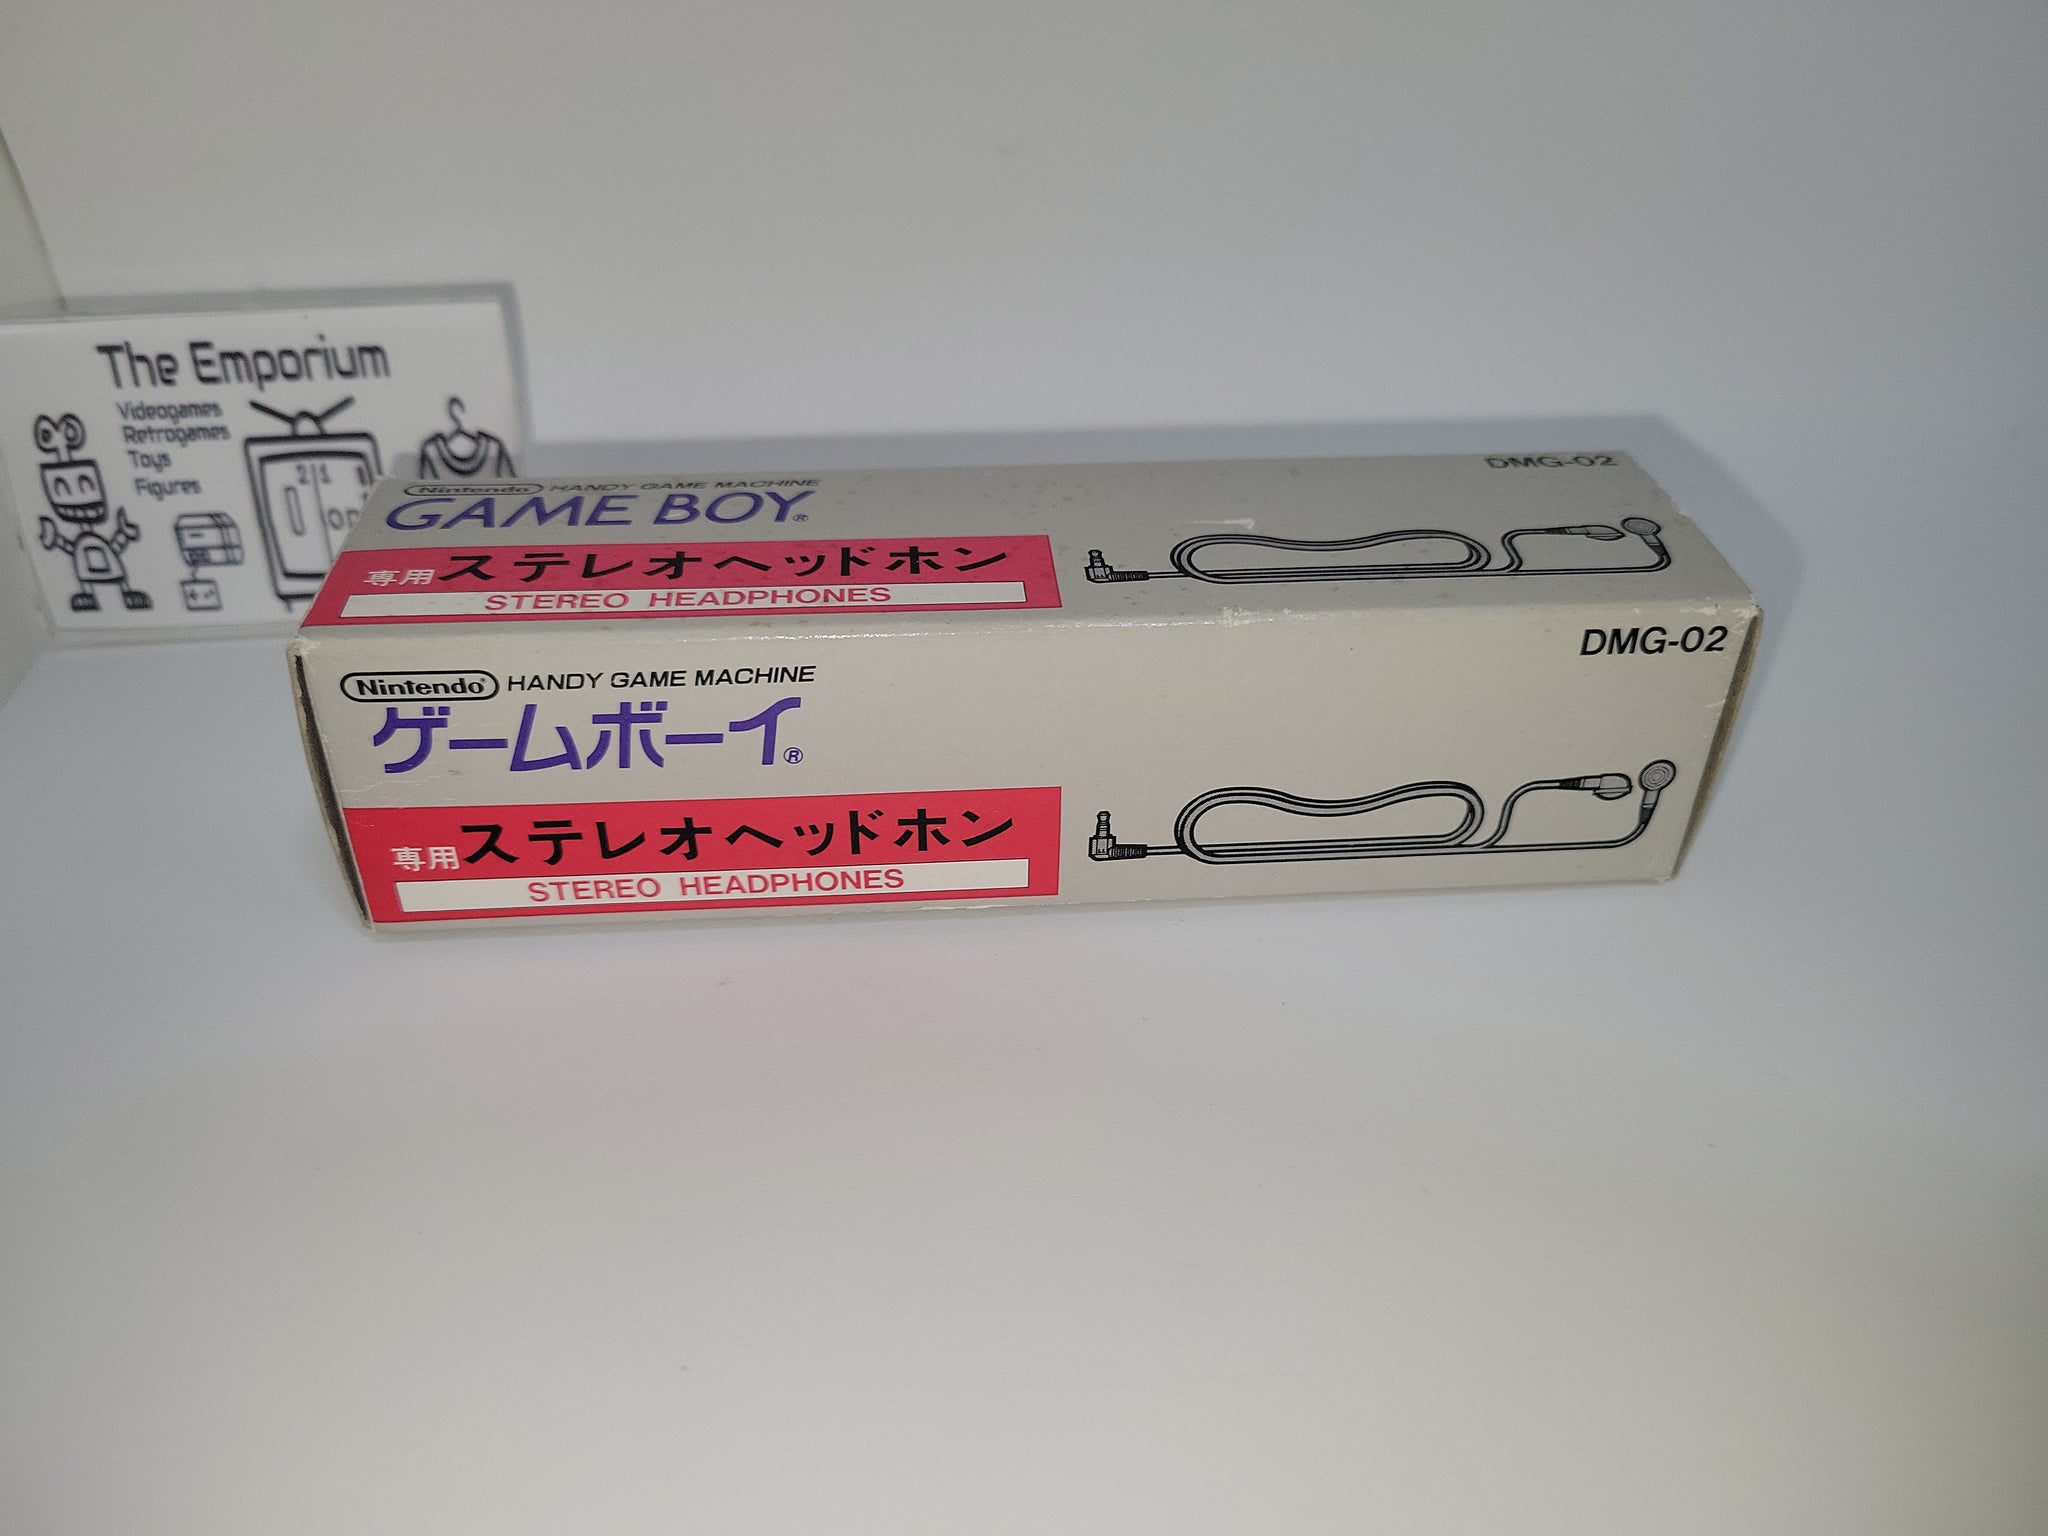 The Emporium
Videogames
Retrogames
Toys
Figures
2 1
Nintendo HANDY GAME MACHINE
GAME BOY®
DMG-02
専用ステレオヘッドホン
STEREO HEADPHONES
Nintendo® HANDY GAME MACHINE
ゲームボーイ®
DMG-02
専用ステレオヘッドホン
STEREO HEADPHONES